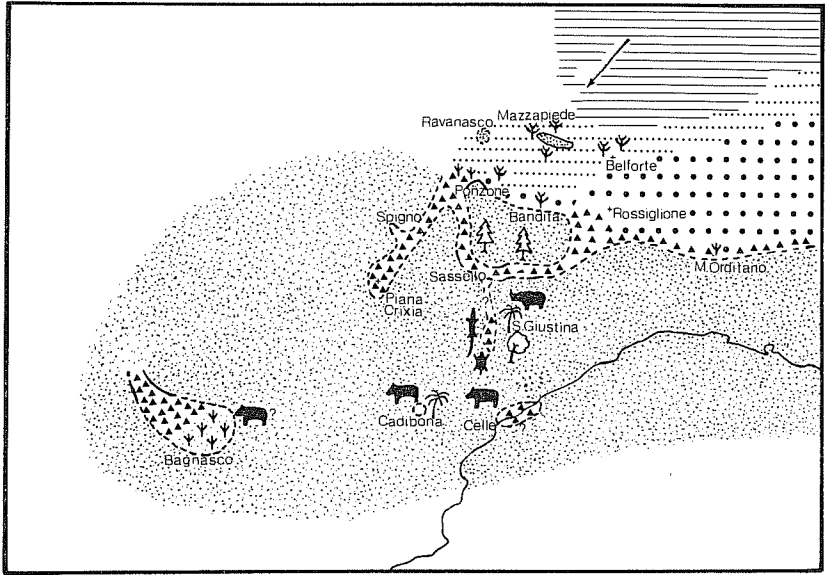 Mazzapiede
Ravanasco
+Belforte
Ponzone
Spigno
Bandita
+Rossiglione
M.Orditano
Sassello
Piana
Crixia
?
S.Giustina
?
Cadibona
Celle
Bagnasco